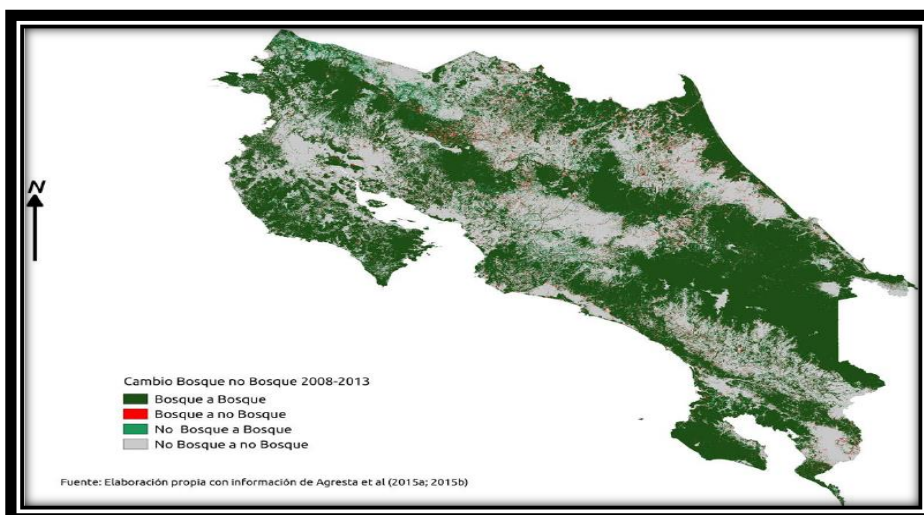 N
Cambio Bosque no Bosque 2008-2013
Bosque a Bosque
Bosque a no Bosque
No Bosque a Bosque
No Bosque a no Bosque
Fuente: Elaboración propia con información de Agresta et al (2015a; 2015b)